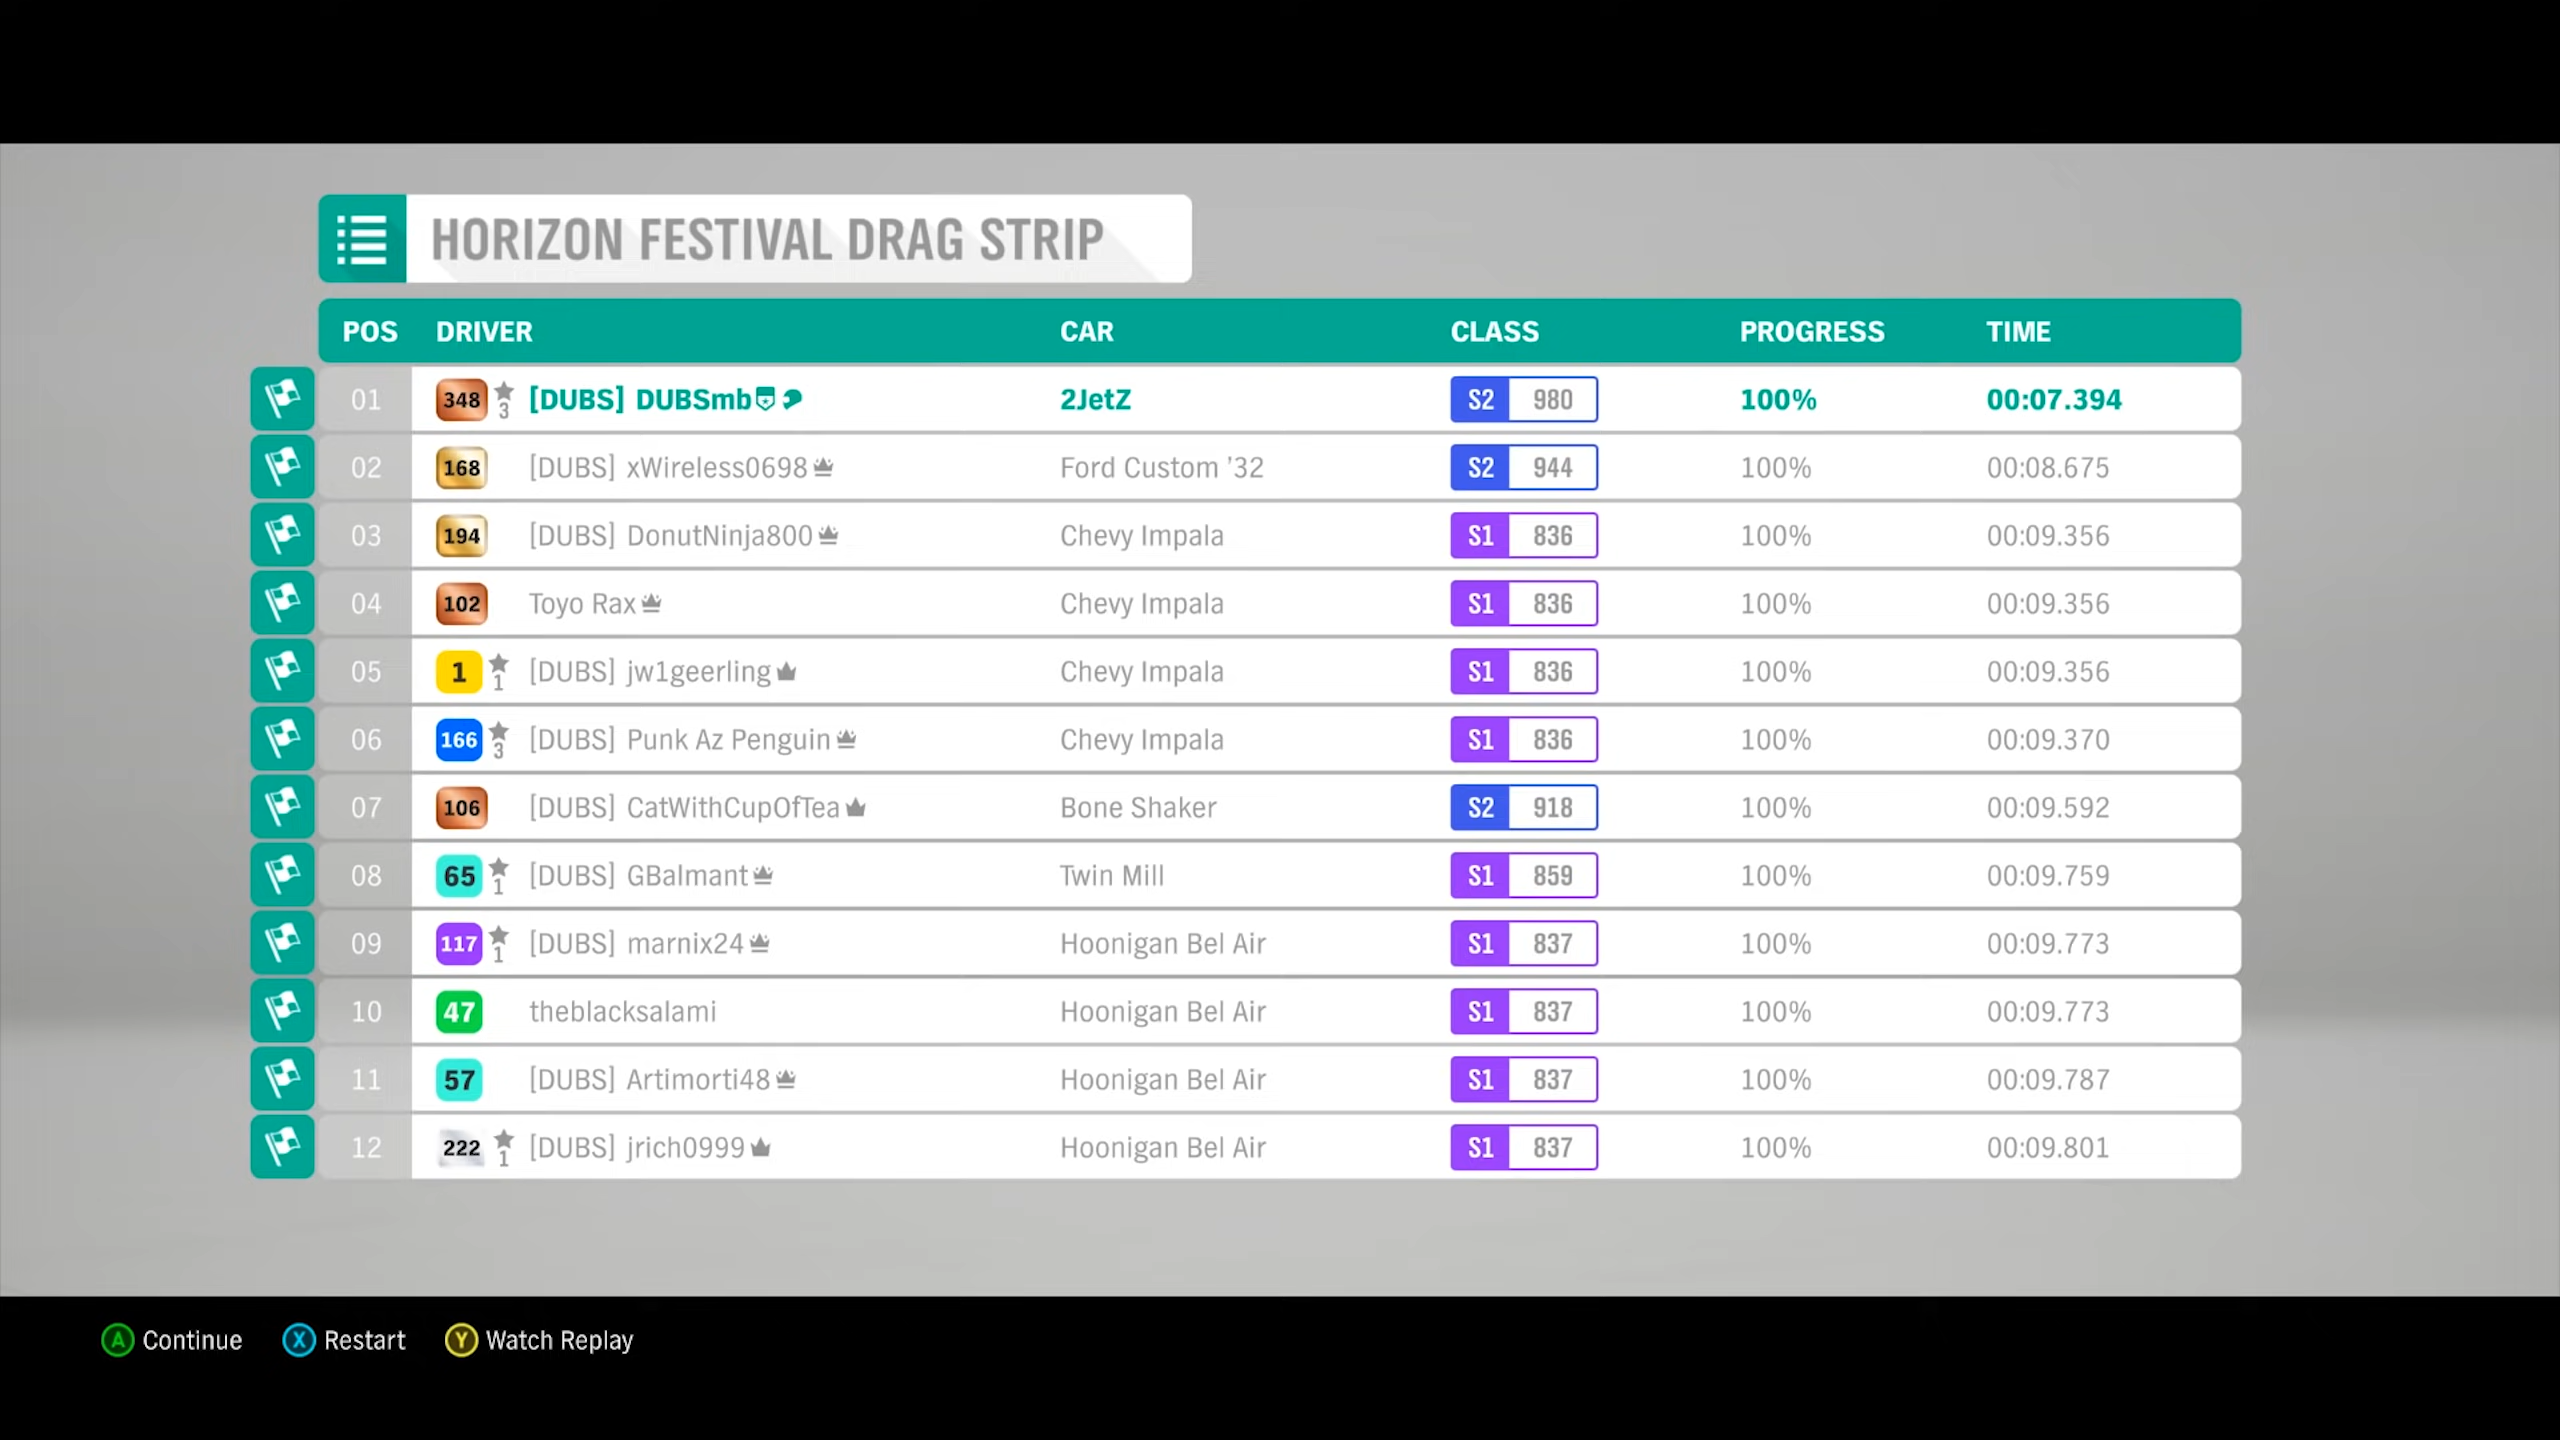 HORIZON FESTIVAL DRAG STRIP
POS DRIVER CAR CLASS PROGRESS TIME
01 348 3 [DUBS] DUBSmb 2JetZ S2 980 100% 00:07.394
02 168 [DUBS] xWireless0698 Ford Custom ’32 S2 944 100% 00:08.675
03 194 [DUBS] DonutNinja800 Chevy Impala S1 836 100% 00:09.356
04 102 Toyo Rax Chevy Impala S1 836 100% 00:09.356
05 1 1 [DUBS] jw1geerling Chevy Impala S1 836 100% 00:09.356
06 166 3 [DUBS] Punk Az Penguin Chevy Impala S1 836 100% 00:09.370
07 106 [DUBS] CatWithCupOfTea Bone Shaker S2 918 100% 00:09.592
08 65 1 [DUBS] GBalmant Twin Mill S1 859 100% 00:09.759
09 117 1 [DUBS] marnix24 Hoonigan Bel Air S1 837 100% 00:09.773
10 47 theblacksalami Hoonigan Bel Air S1 837 100% 00:09.773
11 57 [DUBS] Artimorti48 Hoonigan Bel Air S1 837 100% 00:09.787
12 222 1 [DUBS] jrich0999 Hoonigan Bel Air S1 837 100% 00:09.801
A Continue X Restart Y Watch Replay